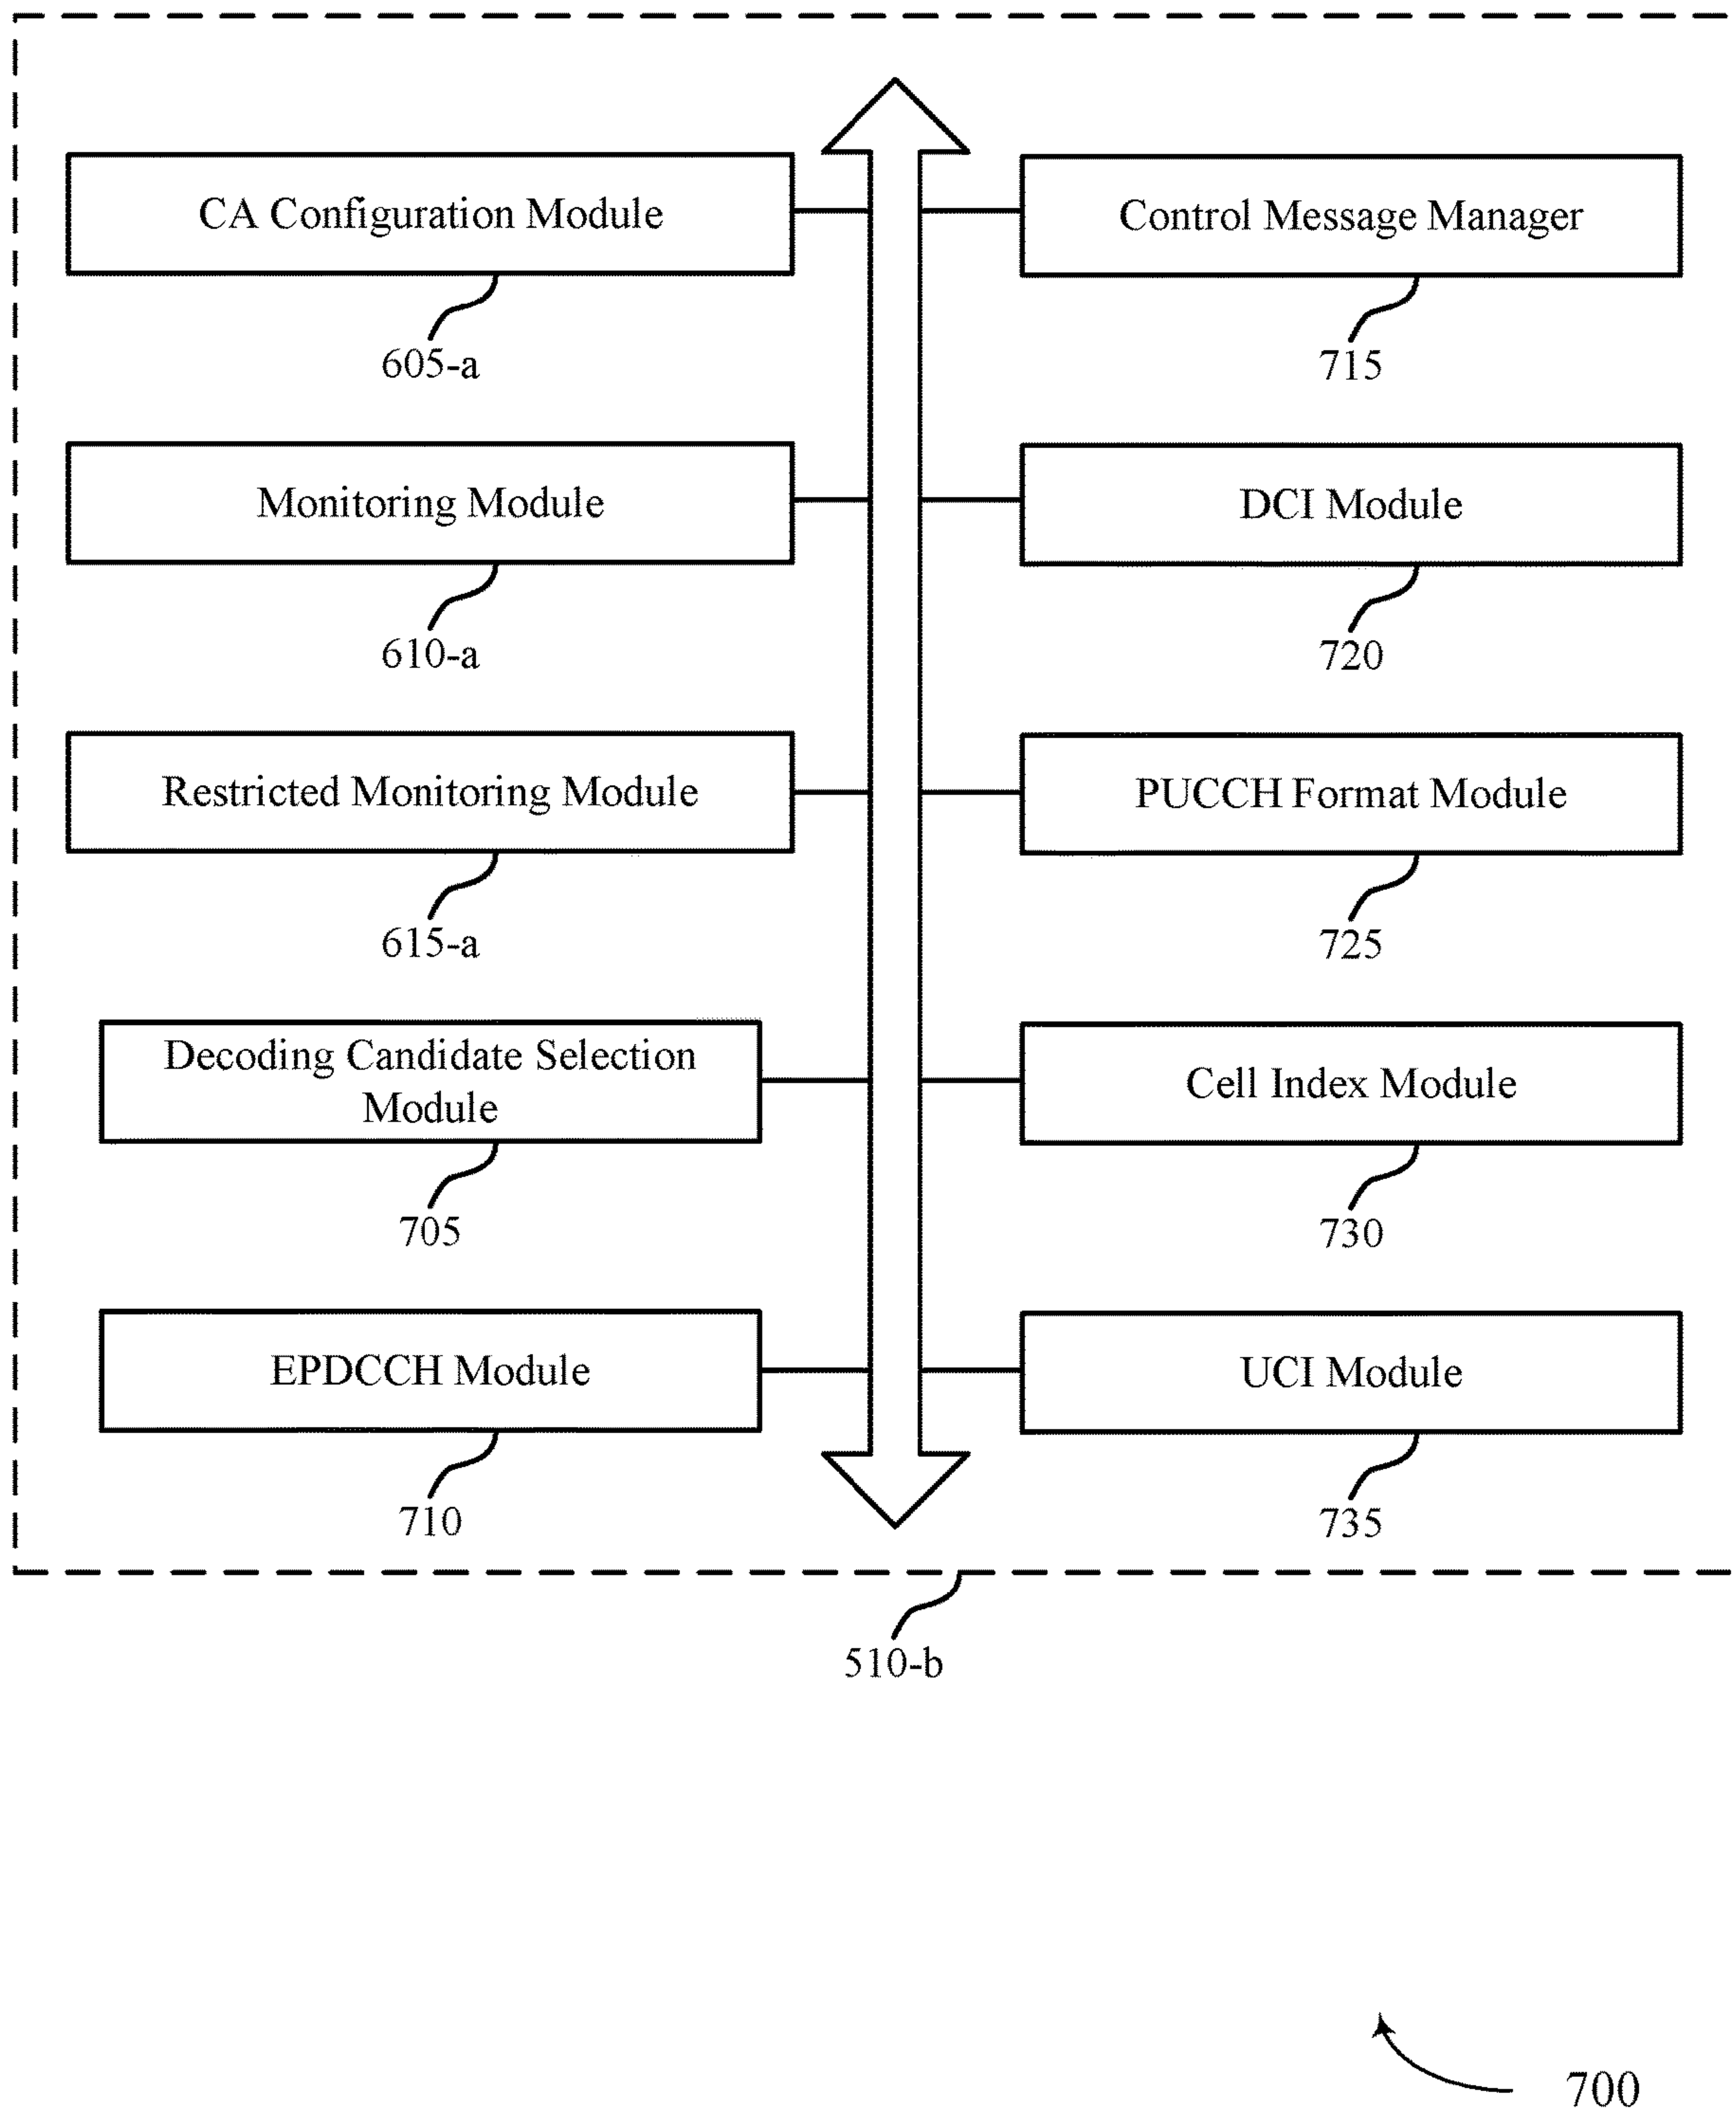 CA Configuration Module
605-a
Monitoring Module
610-a
Restricted Monitoring Module
615-a
Decoding Candidate Selection
Module
705
EPDCCH Module
710
Control Message Manager
715
DCI Module
720
PUCCH Format Module
725
Cell Index Module
730
UCI Module
735
510-b
700